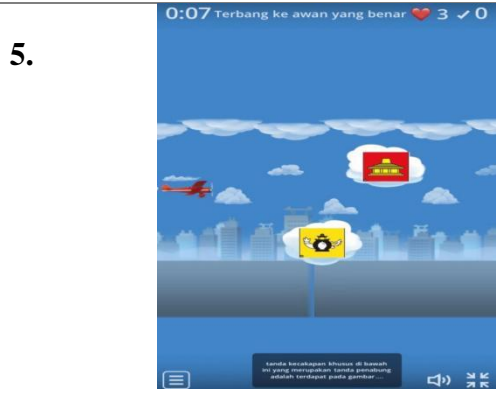 5.
0:07 Terbang ke awan yang benar 3 ✓ 0
tanda kecakapan khusus di bawah
ini yang merupakan tanda penabung
adalah terdapat pada gambar....